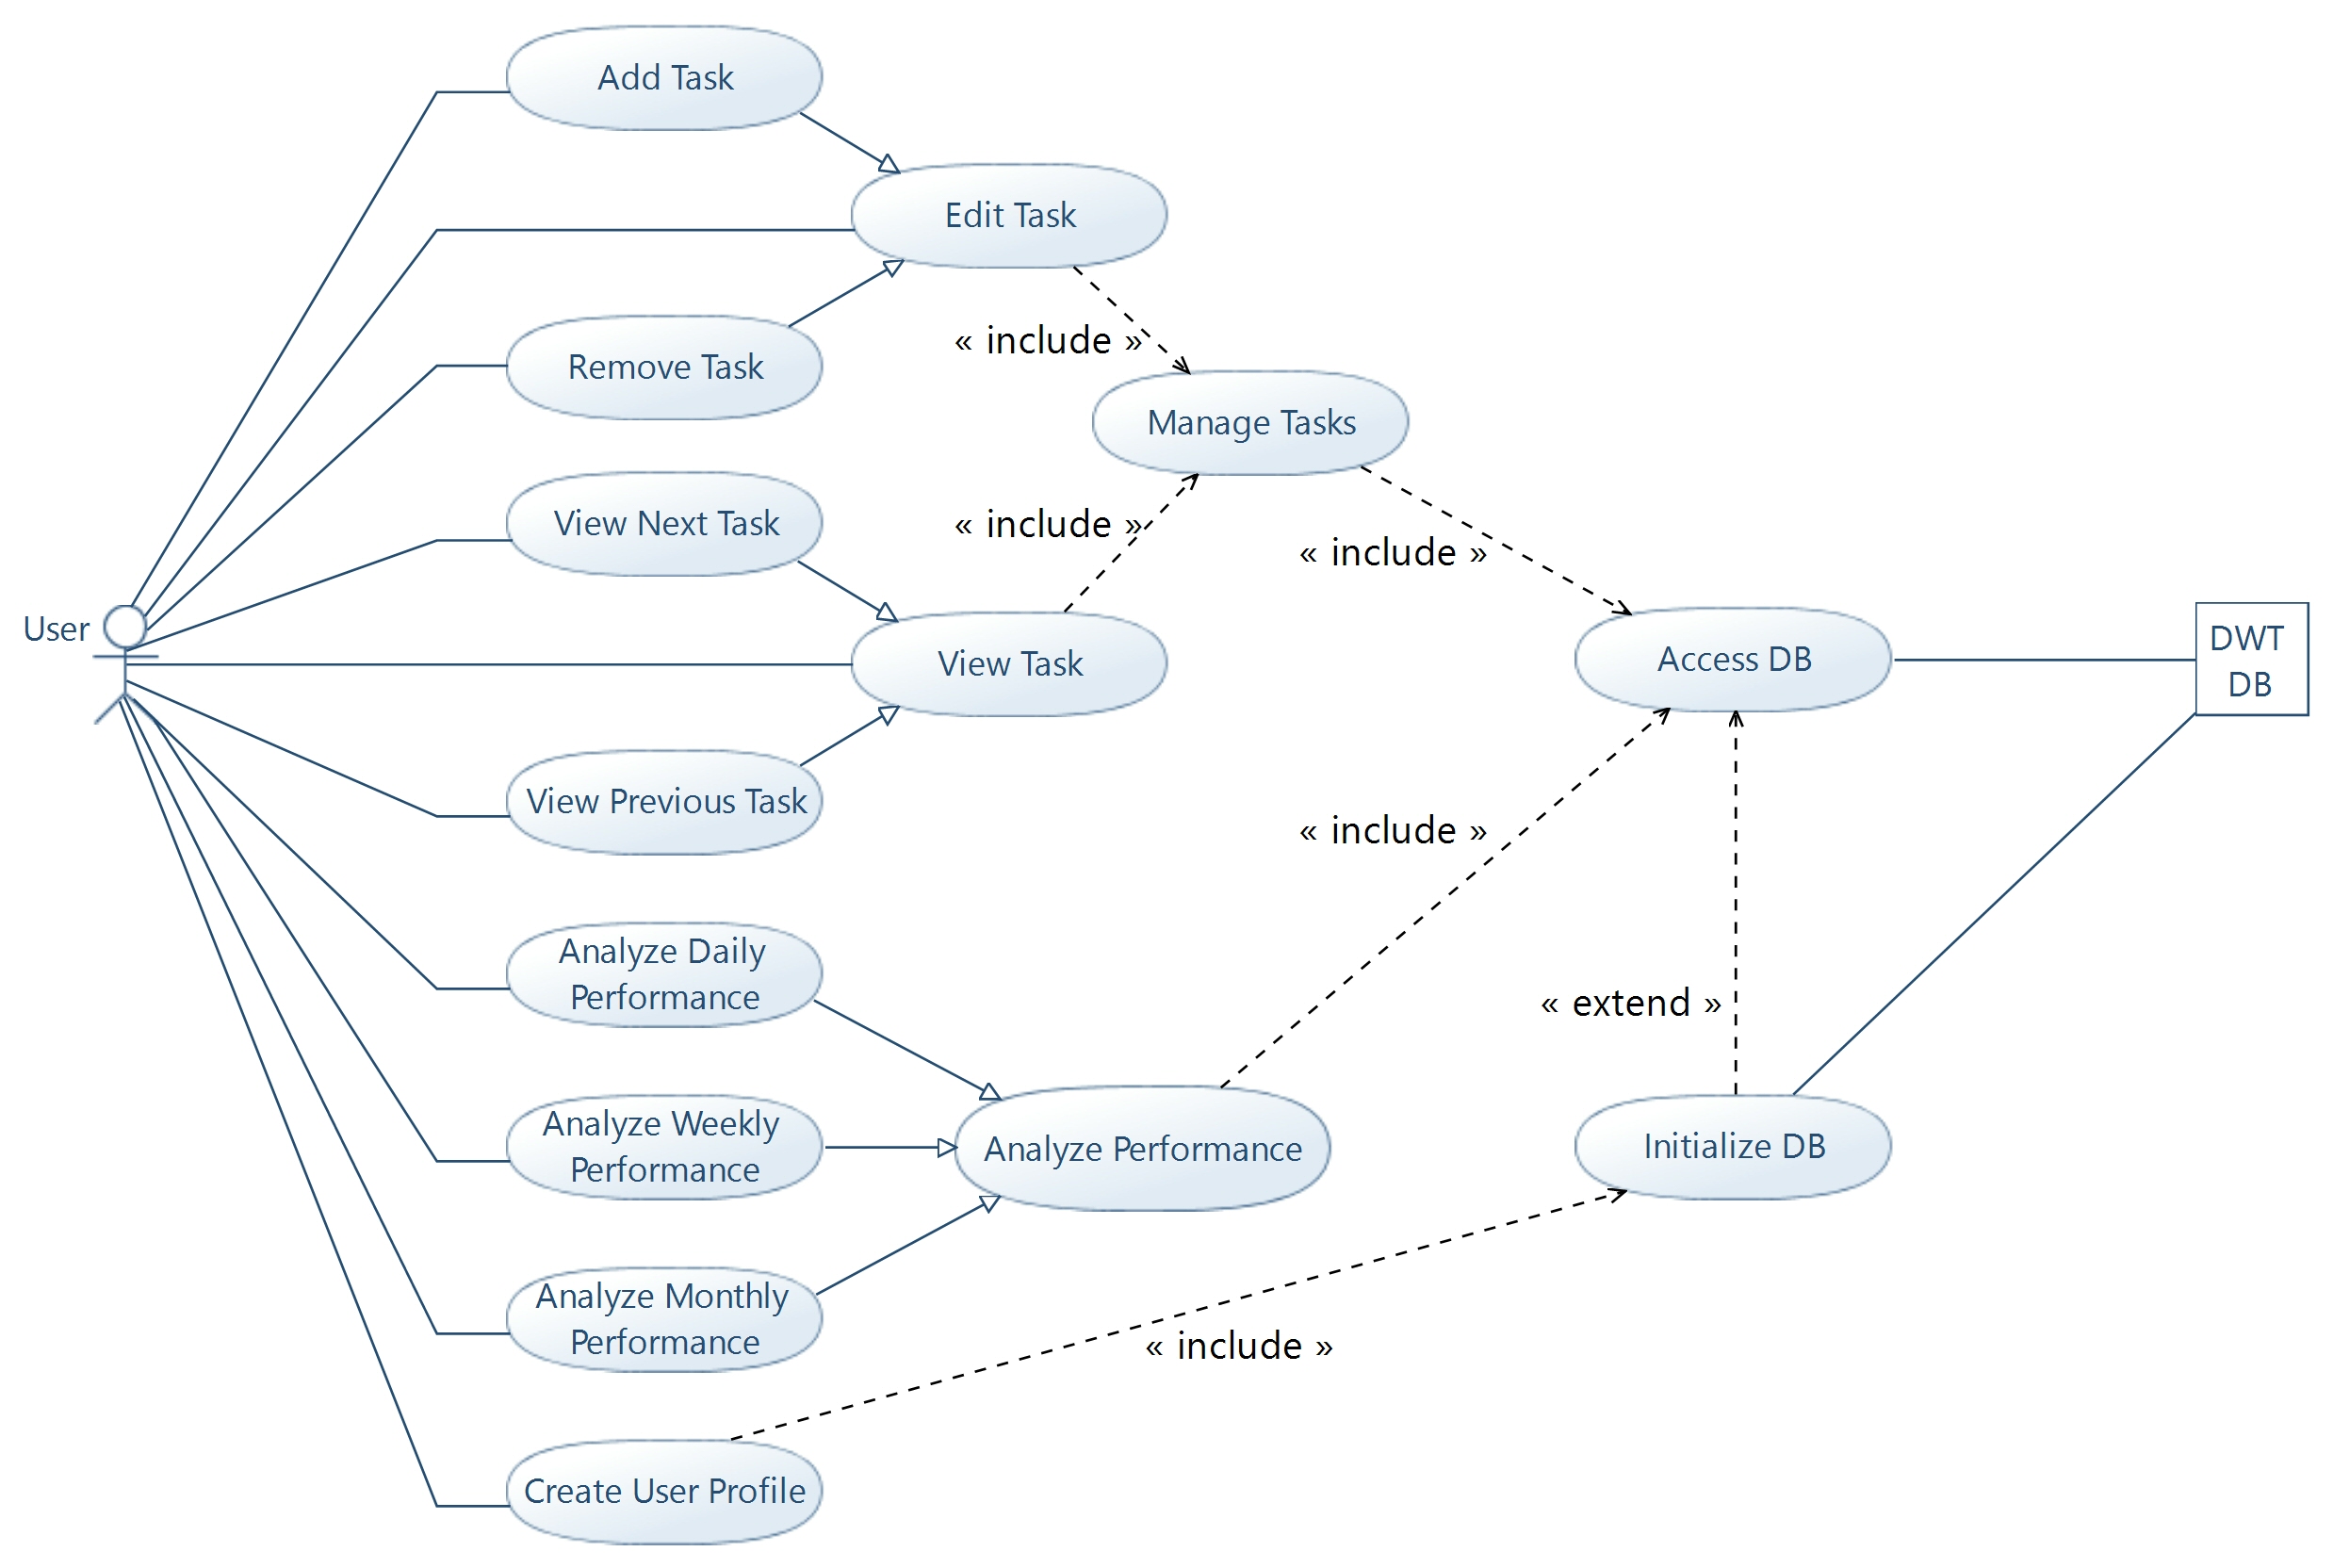 Add Task
Edit Task
« include »
Remove Task
Manage Tasks
View Next Task
« include »
« include »
User
View Task
Access DB
DWT
DB
View Previous Task
« include »
Analyze Daily
Performance
« extend »
Analyze Weekly
Performance
Analyze Performance
Initialize DB
Analyze Monthly
Performance
« include »
Create User Profile